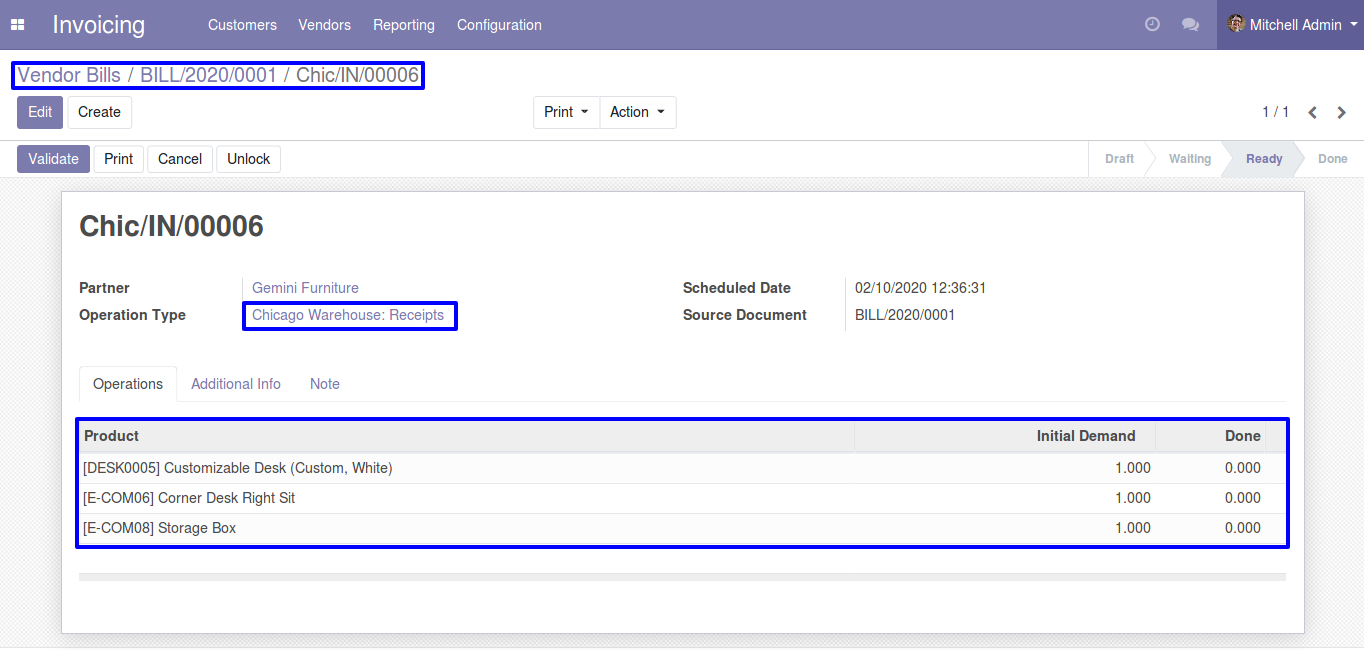 Invoicing Customers Vendors Reporting Configuration Mitchell Admin
Vendor Bills / BILL/2020/0001 / Chic/IN/00006
Edit Create Print Action 1 / 1
Validate Print Cancel Unlock Draft Waiting Ready Done
Chic/IN/00006
Partner Gemini Furniture Scheduled Date 02/10/2020 12:36:31
Operation Type Chicago Warehouse: Receipts Source Document BILL/2020/0001
Operations Additional Info Note
Product Initial Demand Done
[DESK0005] Customizable Desk (Custom, White) 1.000 0.000
[E-COM06] Corner Desk Right Sit 1.000 0.000
[E-COM08] Storage Box 1.000 0.000